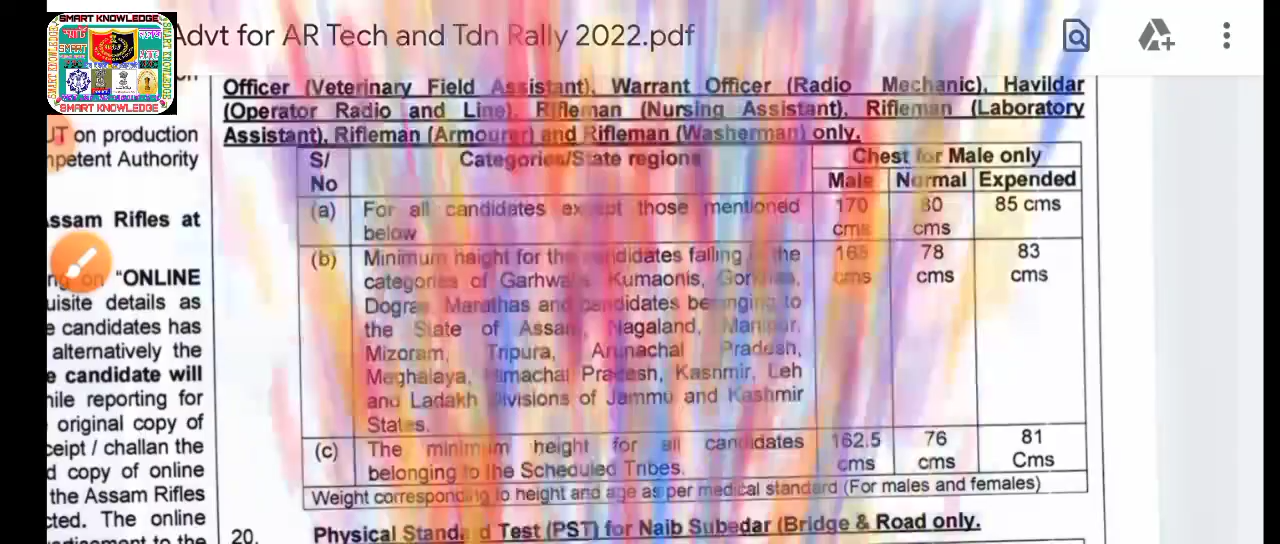 SMART KNOWLEDGE
SMART KNOWLEDGE
SMART KNOWLEDGE
SMART KNOWLEDGE
স্মার্ট
SMART
Advt for AR Tech and Tdn Rally 2022.pdf
UT on production
mpetent Authority
Assam Rifles at
ng on "ONLINE
uisite details as
e candidates has
alternatively the
e candidate will
hile reporting for
original copy of
ceipt / challan the
d copy of online
the Assam Rifles
cted. The online
Officer (Veterinary Field Assistant), Warrant Officer (Radio Mechanic), Havildar
(Operator Radio and Line), Rifleman (Nursing Assistant), Rifleman (Laboratory
Assistant), Rifleman (Armourer) and Rifleman (Washerman) only.
S/ No Categories/State regions Chest for Male only
Male Normal Expended
(a) For all candidates except those mentioned below 170 cms 80 cms 85 cms
(b) Minimum height for the candidates falling in the 165 cms 78 cms 83 cms
categories of Garhwalis, Kumaonis, Gorkhas,
Dogras, Marathas and candidates belonging to
the State of Assam, Nagaland, Manipur,
Mizoram, Tripura, Arunachal Pradesh,
Meghalaya, Himachal Pradesh, Kashmir, Leh
and Ladakh Divisions of Jammu and Kashmir
States.
(c) The minimum height for all candidates 162.5 cms 76 cms 81 Cms
belonging to the Scheduled Tribes.
Weight corresponding to height and age as per medical standard (For males and females)
20. Physical Standard Test (PST) for Naib Subedar (Bridge & Road only.